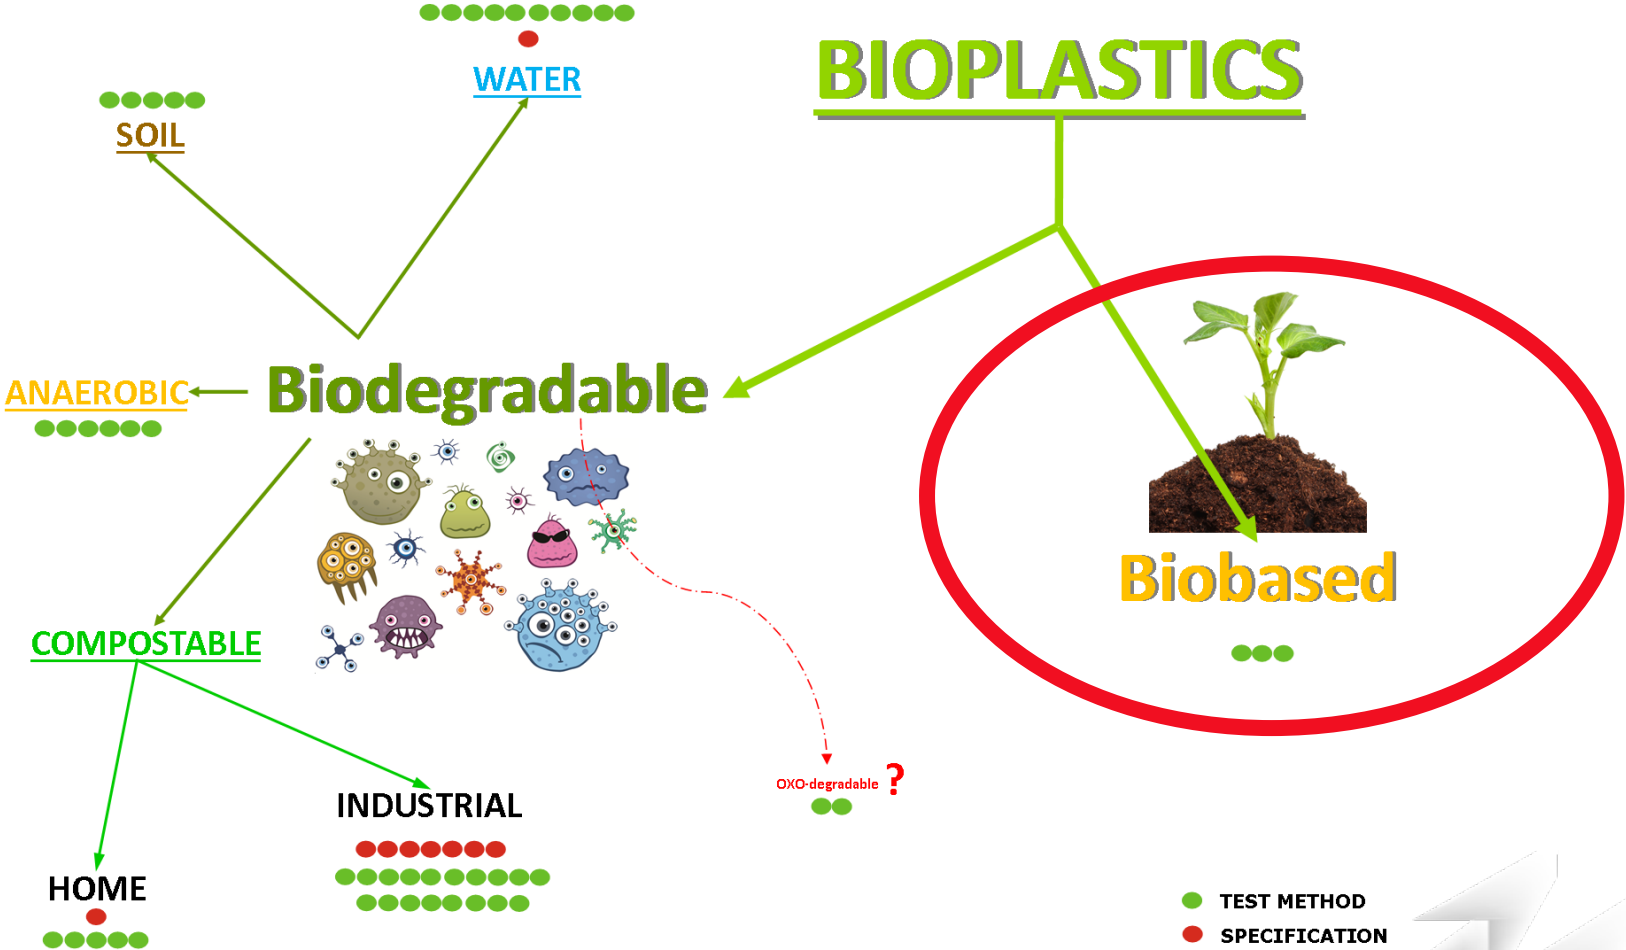 BIOPLASTICS
WATER
SOIL
ANAEROBIC
Biodegradable
Biobased
COMPOSTABLE
OXO-degradable ?
INDUSTRIAL
HOME
TEST METHOD
SPECIFICATION